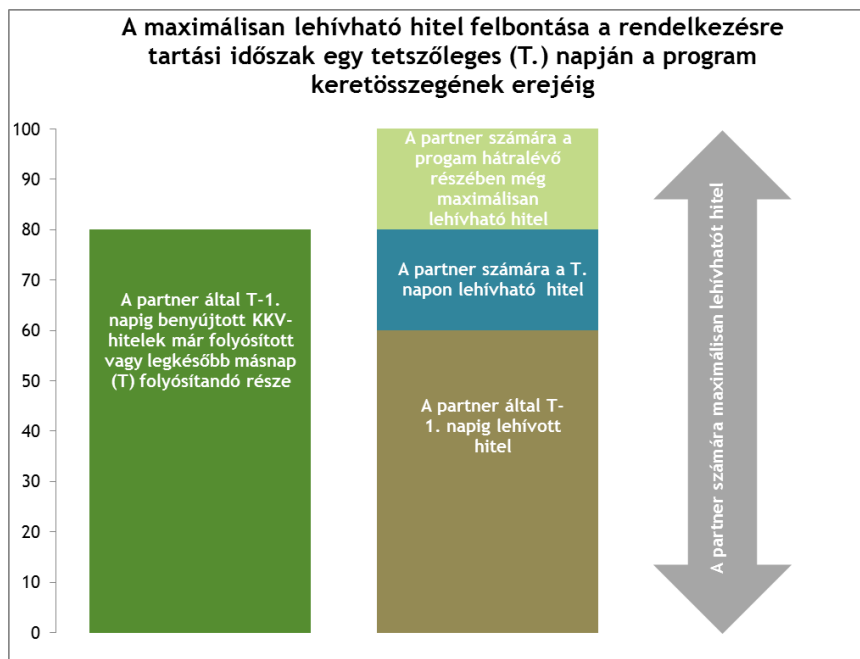 A maximálisan lehívható hitel felbontása a rendelkezésre
tartási időszak egy tetszőleges (T.) napján a program
keretösszegének erejéig
100
90
80
70
60
50
40
30
20
10
0
A partner által T-1.
napig benyújtott KKV-
hitelek már folyósított
vagy legkésőbb másnap
(T) folyósítandó része
A partner számára a
progam hátralévő
részében még
maximálisan
lehívható hitel
A partner számára a T.
napon lehívható hitel
A partner által T-
1. napig lehívott
hitel
A partner számára maximálisan lehívhatót hitel